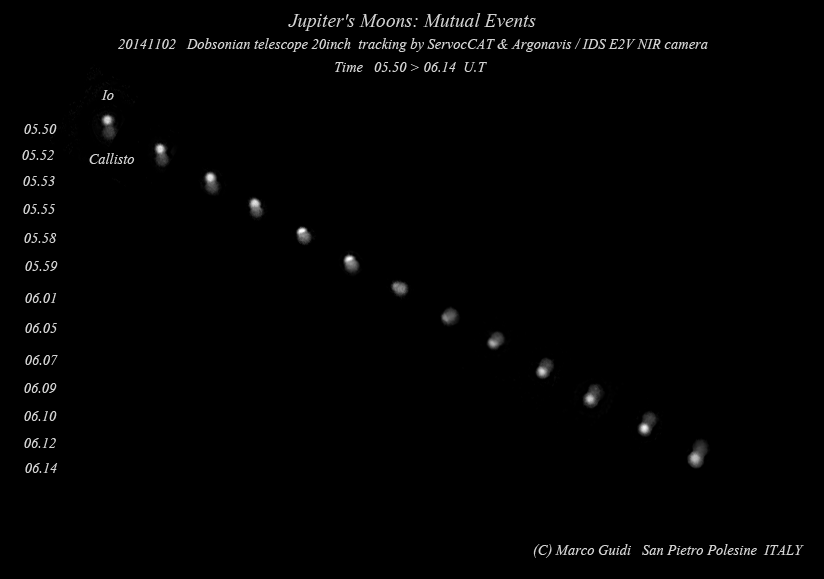 Jupiter's Moons: Mutual Events
20141102 Dobsonian telescope 20inch tracking by ServocCAT & Argonavis / IDS E2V NIR camera
Time 05.50 > 06.14 U.T
Io
05.50
Callisto
05.52
05.53
05.55
05.58
05.59
06.01
06.05
06.07
06.09
06.10
06.12
06.14
(C) Marco Guidi San Pietro Polesine ITALY